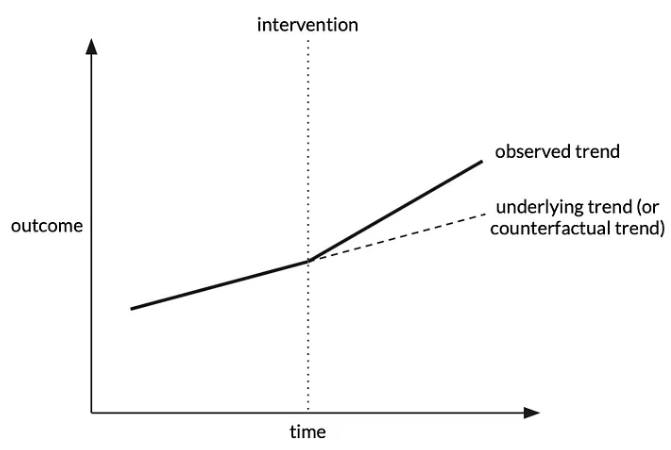 intervention
observed trend
underlying trend (or
counterfactual trend)
outcome
time